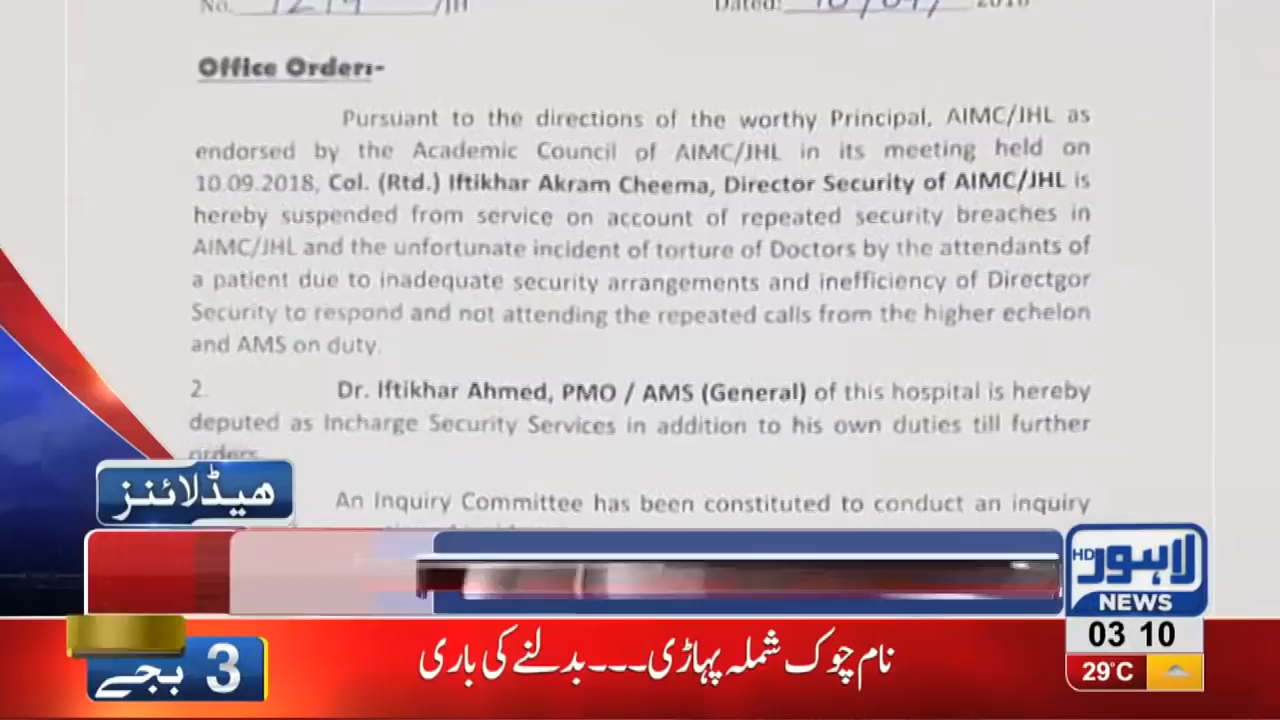 No. /JH Dated: 2018
Office Order:-
Pursuant to the directions of the worthy Principal, AIMC/JHL as
endorsed by the Academic Council of AIMC/JHL in its meeting held on
10.09.2018, Col. (Rtd.) Iftikhar Akram Cheema, Director Security of AIMC/JHL is
hereby suspended from service on account of repeated security breaches in
AIMC/JHL and the unfortunate incident of torture of Doctors by the attendants of
a patient due to inadequate security arrangements and inefficiency of Directgor
Security to respond and not attending the repeated calls from the higher echelon
and AMS on duty.
2. Dr. Iftikhar Ahmed, PMO / AMS (General) of this hospital is hereby
deputed as Incharge Security Services in addition to his own duties till further
orders.
An Inquiry Committee has been constituted to conduct an inquiry
ہیڈلائنز
لاہور HD
NEWS
03 10
29°C
نام چوک شملہ پہاڑی۔۔۔بدلنے کی باری
3 بجے